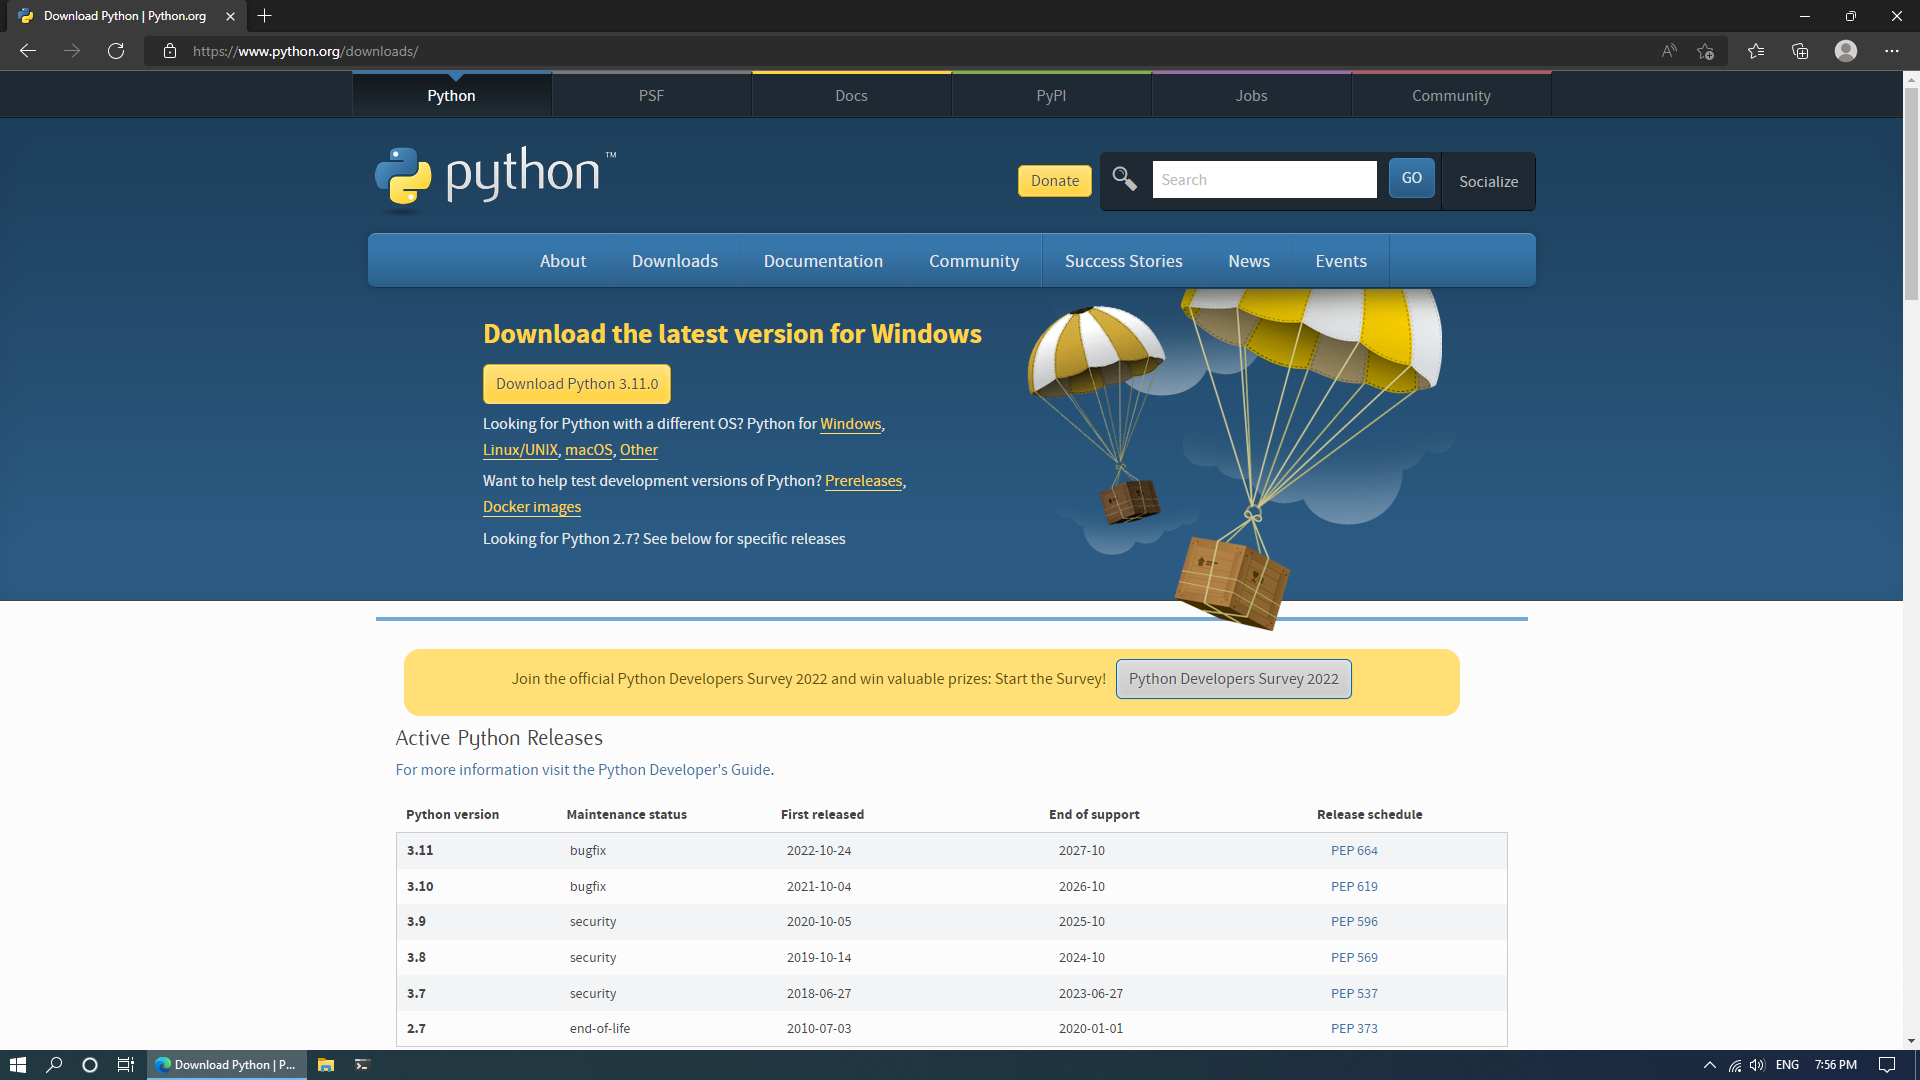 Download Python | Python.org
https://www.python.org/downloads/
Python PSF Docs PyPI Jobs Community
python™
Donate Search GO Socialize
About Downloads Documentation Community Success Stories News Events
Download the latest version for Windows
Download Python 3.11.0
Looking for Python with a different OS? Python for Windows,
Linux/UNIX, macOS, Other
Want to help test development versions of Python? Prereleases,
Docker images
Looking for Python 2.7? See below for specific releases
Join the official Python Developers Survey 2022 and win valuable prizes: Start the Survey! Python Developers Survey 2022
Active Python Releases
For more information visit the Python Developer's Guide.
Python version Maintenance status First released End of support Release schedule
3.11 bugfix 2022-10-24 2027-10 PEP 664
3.10 bugfix 2021-10-04 2026-10 PEP 619
3.9 security 2020-10-05 2025-10 PEP 596
3.8 security 2019-10-14 2024-10 PEP 569
3.7 security 2018-06-27 2023-06-27 PEP 537
2.7 end-of-life 2010-07-03 2020-01-01 PEP 373
Download Python | P... ENG 7:56 PM